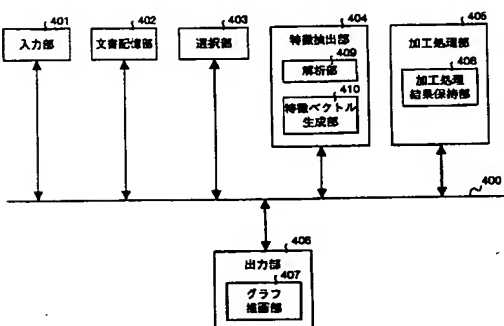 401
入力部
402
文書記憶部
403
選択部
404
特徴抽出部
409
解析部
410
特徴ベクトル
生成部
405
加工処理部
408
加工処理
結果保持部
400
406
出力部
407
グラフ
描画部